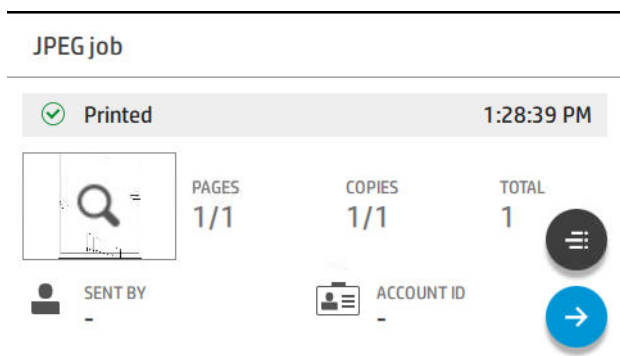 JPEG job
Printed 1:28:39 PM
PAGES COPIES TOTAL
1/1 1/1 1
SENT BY ACCOUNT ID
- -